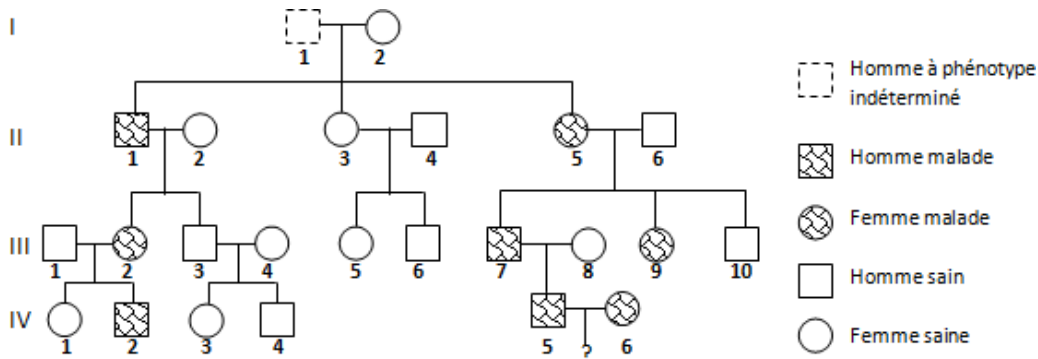 I
1 2
Homme à phénotype
indéterminé
II
1 2 3 4 5 6
Homme malade
Femme malade
III
1 2 3 4 5 6 7 8 9 10
Homme sain
IV
1 2 3 4 5 ? 6
Femme saine